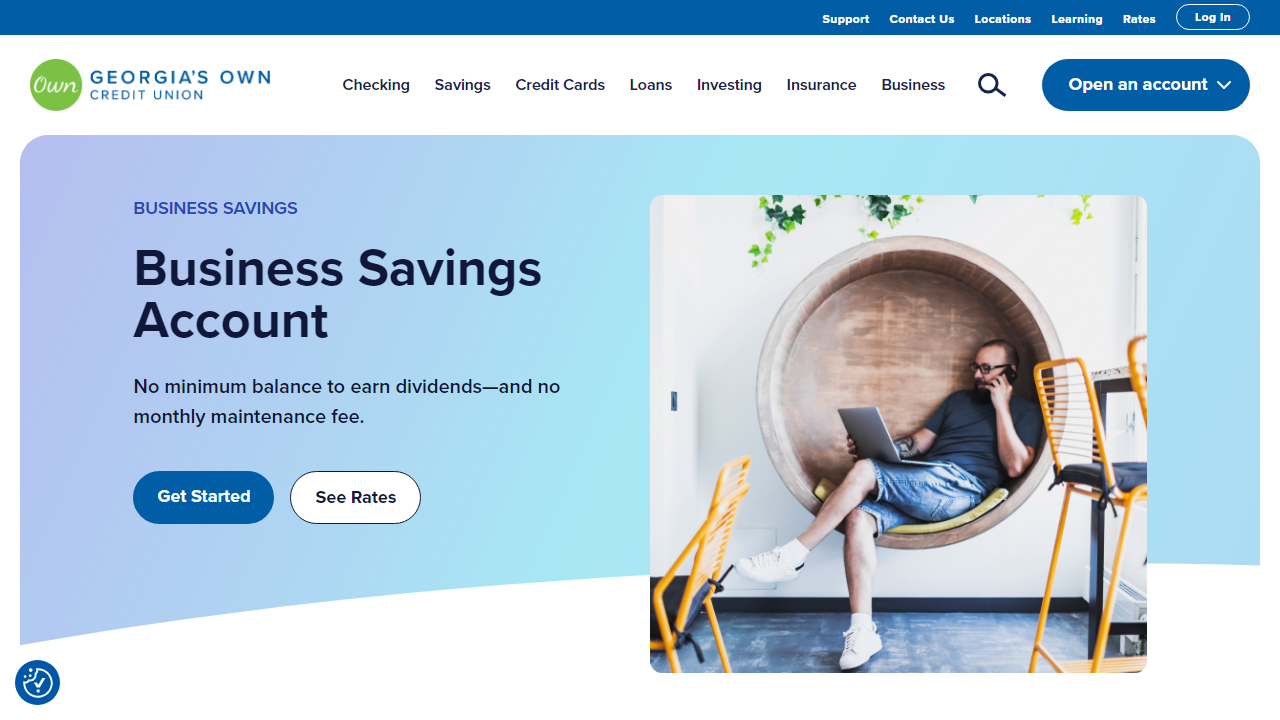 Support Contact Us Locations Learning Rates Log In
Own GEORGIA'S OWN
CREDIT UNION
Checking Savings Credit Cards Loans Investing Insurance Business Open an account
BUSINESS SAVINGS
Business Savings
Account
No minimum balance to earn dividends—and no
monthly maintenance fee.
Get Started See Rates